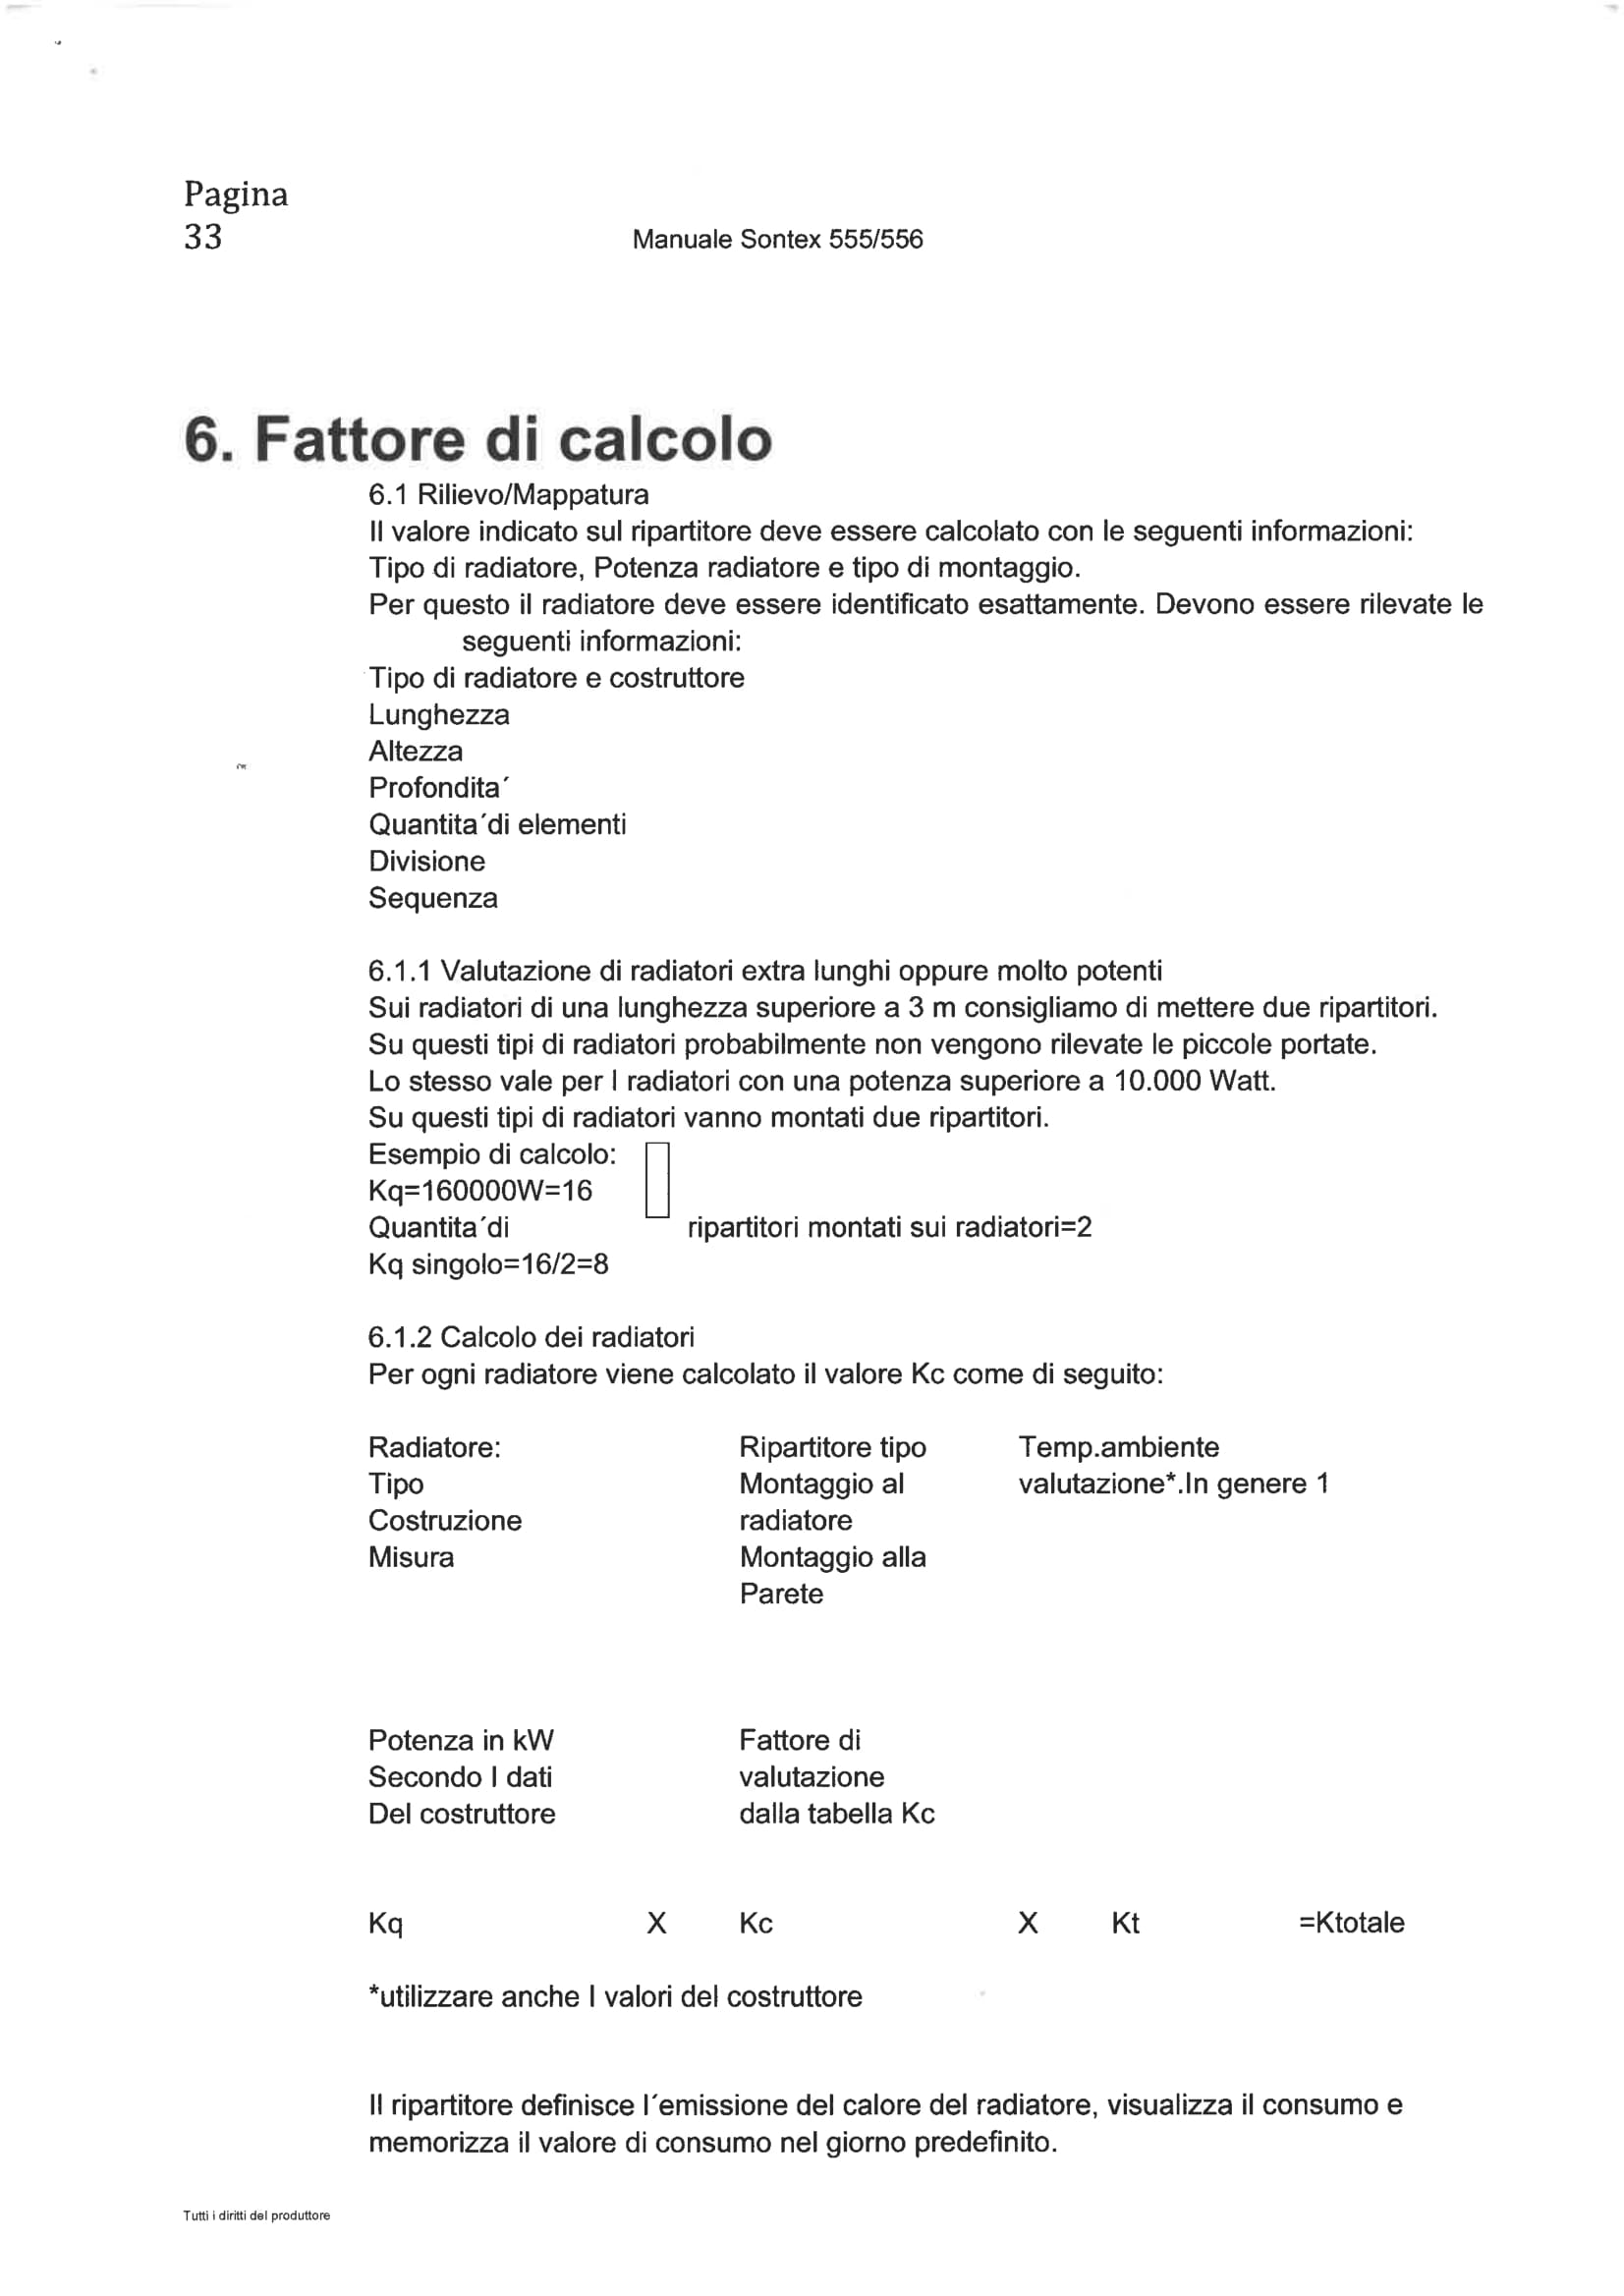 Pagina
33
Manuale Sontex 555/556
6. Fattore di calcolo
6.1 Rilievo/Mappatura
Il valore indicato sul ripartitore deve essere calcolato con le seguenti informazioni:
Tipo di radiatore, Potenza radiatore e tipo di montaggio.
Per questo il radiatore deve essere identificato esattamente. Devono essere rilevate le
seguenti informazioni:
Tipo di radiatore e costruttore
Lunghezza
Altezza
Profondita´
Quantita´di elementi
Divisione
Sequenza
6.1.1 Valutazione di radiatori extra lunghi oppure molto potenti
Sui radiatori di una lunghezza superiore a 3 m consigliamo di mettere due ripartitori.
Su questi tipi di radiatori probabilmente non vengono rilevate le piccole portate.
Lo stesso vale per I radiatori con una potenza superiore a 10.000 Watt.
Su questi tipi di radiatori vanno montati due ripartitori.
Esempio di calcolo:
Kq=160000W=16
Quantita´di ripartitori montati sui radiatori=2
Kq singolo=16/2=8
6.1.2 Calcolo dei radiatori
Per ogni radiatore viene calcolato il valore Kc come di seguito:
Radiatore: Ripartitore tipo Temp.ambiente
Tipo Montaggio al valutazione*.In genere 1
Costruzione radiatore
Misura Montaggio alla
Parete
Potenza in kW Fattore di
Secondo I dati valutazione
Del costruttore dalla tabella Kc
Kq X Kc X Kt =Ktotale
*utilizzare anche I valori del costruttore
Il ripartitore definisce l´emissione del calore del radiatore, visualizza il consumo e
memorizza il valore di consumo nel giorno predefinito.
Tutti i diritti del produttore